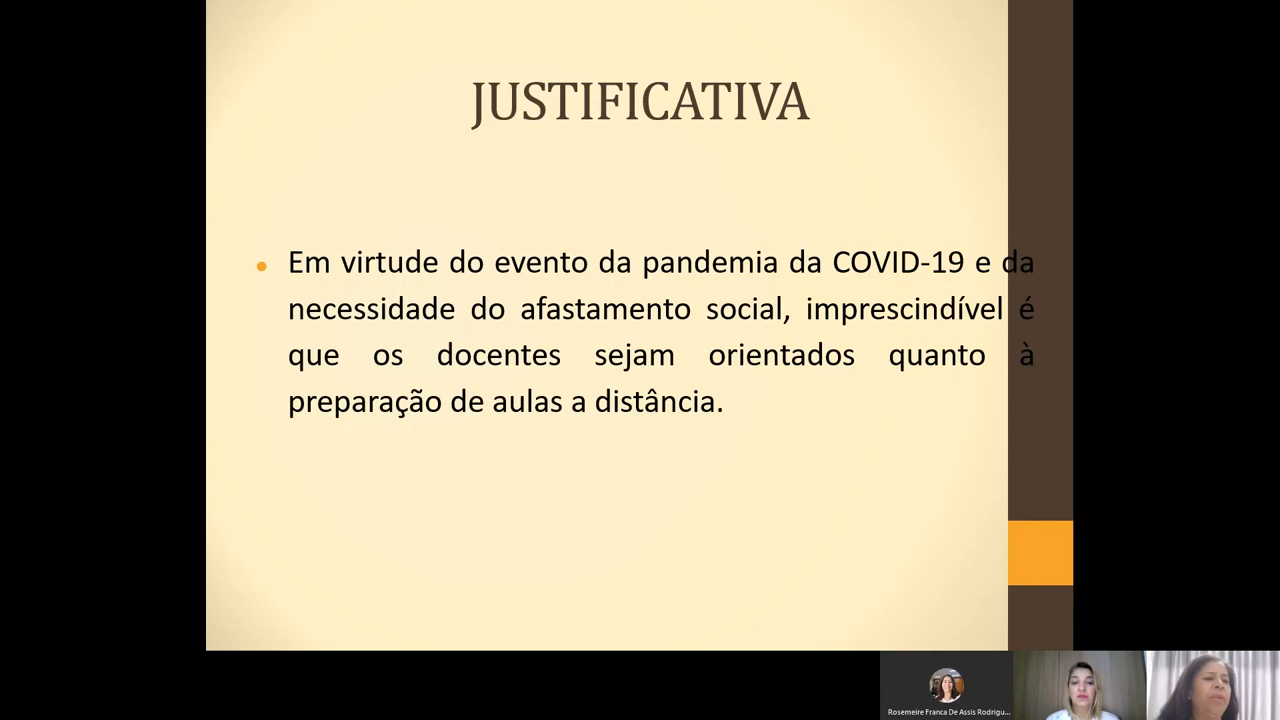 JUSTIFICATIVA
Em virtude do evento da pandemia da COVID-19 e da
necessidade do afastamento social, imprescindível é
que os docentes sejam orientados quanto à
preparação de aulas a distância.
Rosemeire Franca De Assis Rodrigu...